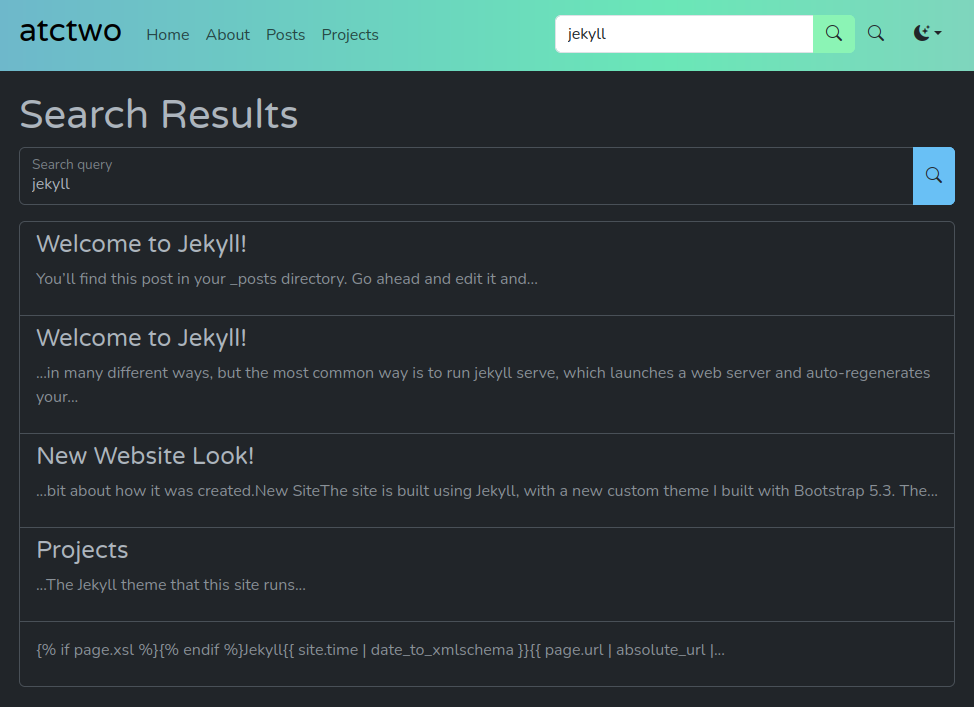 atctwo Home About Posts Projects jekyll
Search Results
Search query
jekyll
Welcome to Jekyll!
You’ll find this post in your _posts directory. Go ahead and edit it and...
Welcome to Jekyll!
...in many different ways, but the most common way is to run jekyll serve, which launches a web server and auto-regenerates
your...
New Website Look!
...bit about how it was created.New SiteThe site is built using Jekyll, with a new custom theme I built with Bootstrap 5.3. The...
Projects
...The Jekyll theme that this site runs...
{% if page.xsl %}{% endif %}Jekyll{{ site.time | date_to_xmlschema }}{{ page.url | absolute_url |...